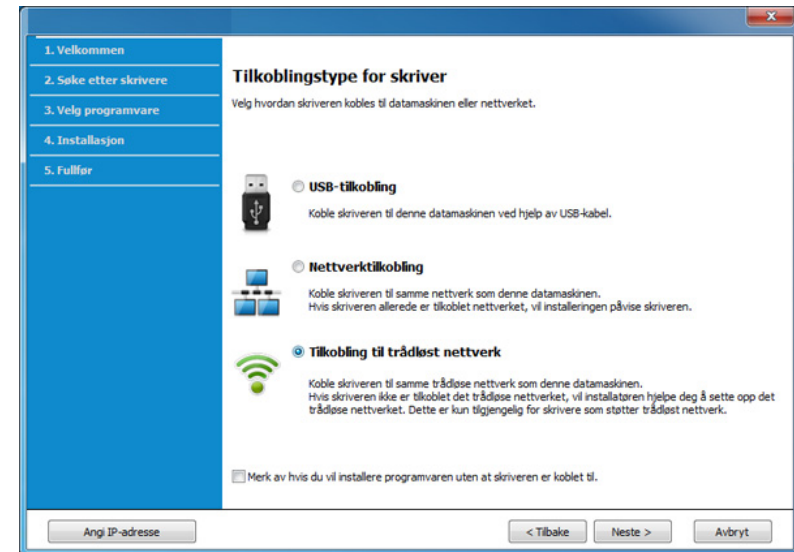 1. Velkommen
2. Søke etter skrivere
3. Velg programvare
4. Installasjon
5. Fullfør
Tilkoblingstype for skriver
Velg hvordan skriveren kobles til datamaskinen eller nettverket.
USB-tilkobling
Koble skriveren til denne datamaskinen ved hjelp av USB-kabel.
Nettverktilkobling
Koble skriveren til samme nettverk som denne datamaskinen.
Hvis skriveren allerede er tilkoblet nettverket, vil installeringen påvise skriveren.
Tilkobling til trådløst nettverk
Koble skriveren til samme trådløse nettverk som denne datamaskinen.
Hvis skriveren ikke er tilkoblet det trådløse nettverket, vil installatøren hjelpe deg å sette opp det
trådløse nettverket. Dette er kun tilgjengelig for skrivere som støtter trådløst nettverk.
Merk av hvis du vil installere programvaren uten at skriveren er koblet til.
Angi IP-adresse
< Tilbake
Neste >
Avbryt